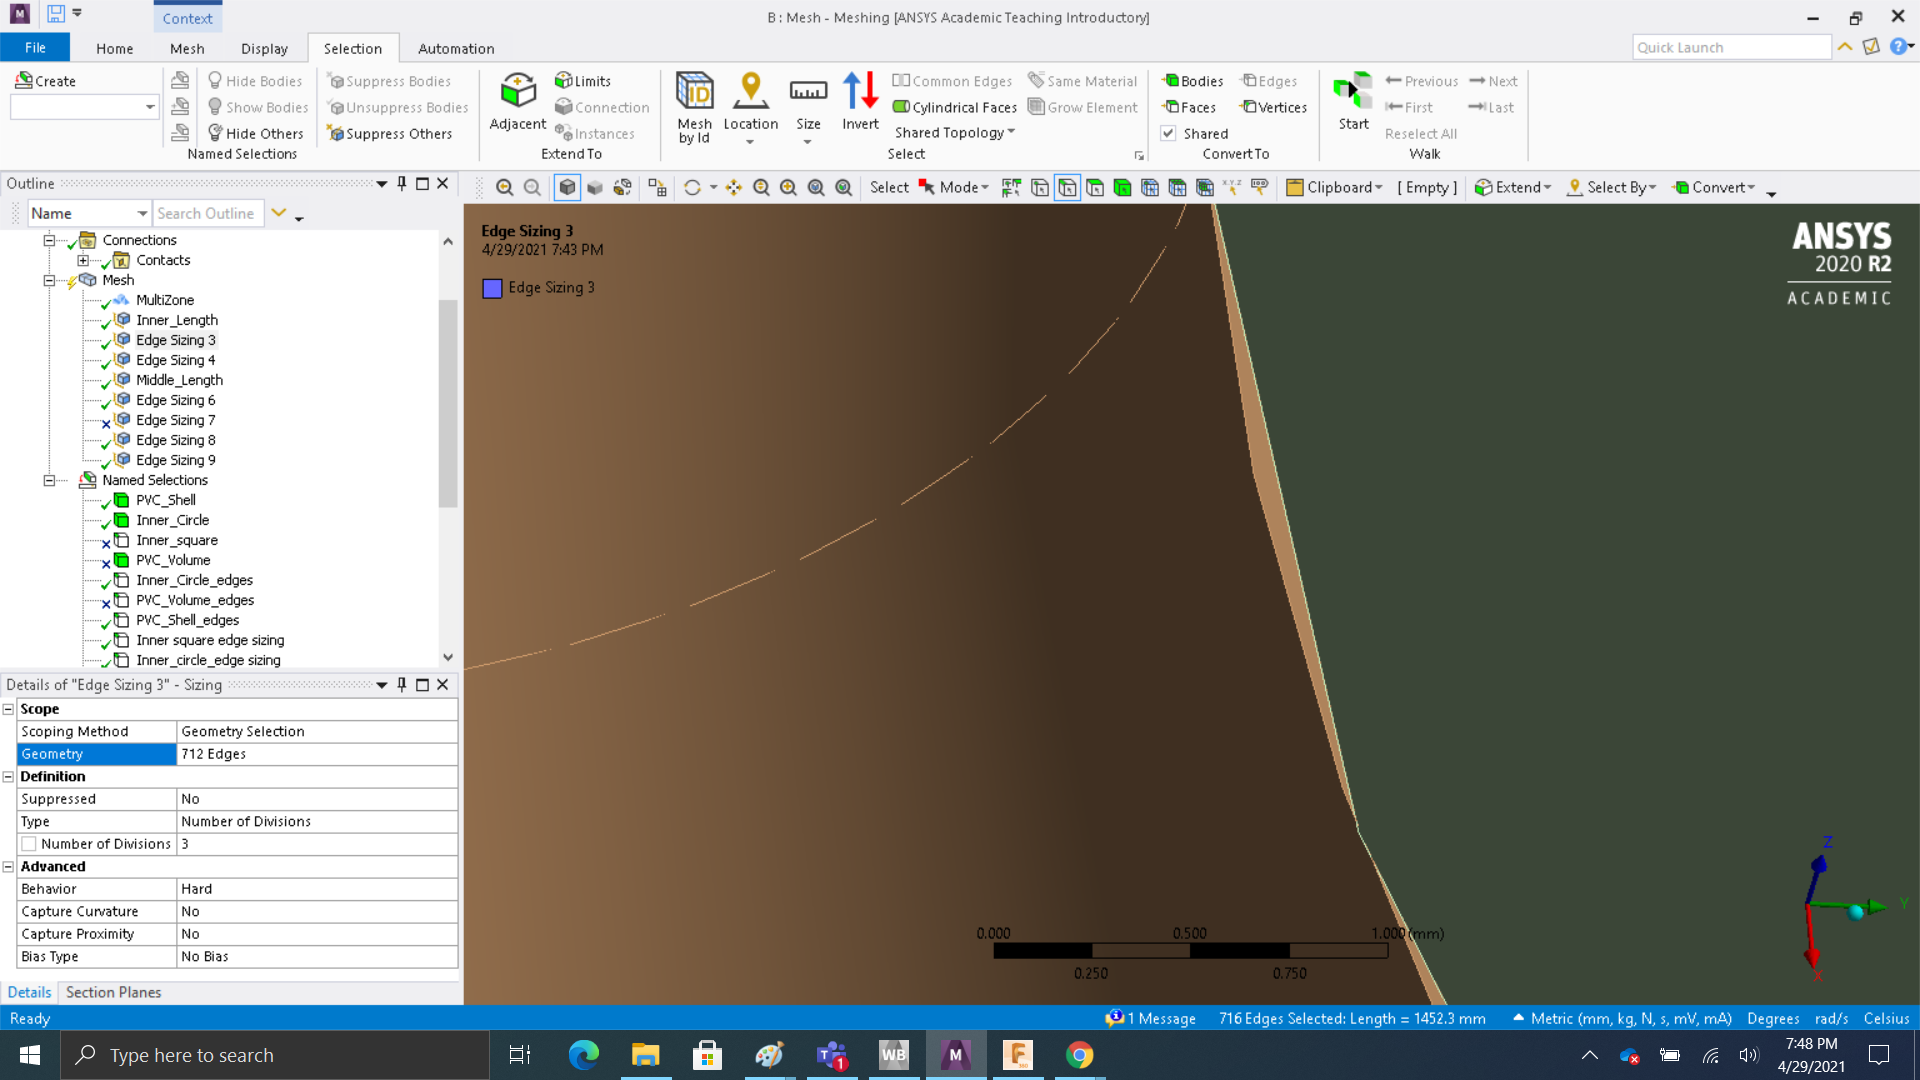 Context
B : Mesh - Meshing [ANSYS Academic Teaching Introductory]
File Home Mesh Display Selection Automation
Quick Launch
Create
Hide Bodies
Show Bodies
Hide Others
Named Selections
Suppress Bodies
Unsuppress Bodies
Suppress Others
Adjacent
Limits
Connection
Instances
Extend To
Mesh by Id
Location
Size
Invert
Common Edges
Cylindrical Faces
Shared Topology
Same Material
Grow Element
Select
Bodies Edges
Faces Vertices
Shared
Convert To
Start
Previous Next
First Last
Reselect All
Walk
Outline
Name Search Outline
Select Mode Clipboard [ Empty ] Extend Select By Convert
Connections
Contacts
Mesh
MultiZone
Inner_Length
Edge Sizing 3
Edge Sizing 4
Middle_Length
Edge Sizing 6
Edge Sizing 7
Edge Sizing 8
Edge Sizing 9
Named Selections
PVC_Shell
Inner_Circle
Inner_square
PVC_Volume
Inner_Circle_edges
PVC_Volume_edges
PVC_Shell_edges
Inner square edge sizing
Inner_circle_edge sizing
Edge Sizing 3
4/29/2021 7:43 PM
Edge Sizing 3
ANSYS
2020 R2
ACADEMIC
Details of "Edge Sizing 3" - Sizing
Scope
Scoping Method Geometry Selection
Geometry 712 Edges
Definition
Suppressed No
Type Number of Divisions
Number of Divisions 3
Advanced
Behavior Hard
Capture Curvature No
Capture Proximity No
Bias Type No Bias
Details Section Planes
0.000 0.500 1.000 (mm)
0.250 0.750
Z
Y
X
Ready
1 Message 716 Edges Selected: Length = 1452.3 mm Metric (mm, kg, N, s, mV, mA) Degrees rad/s Celsius
Type here to search
7:48 PM
4/29/2021